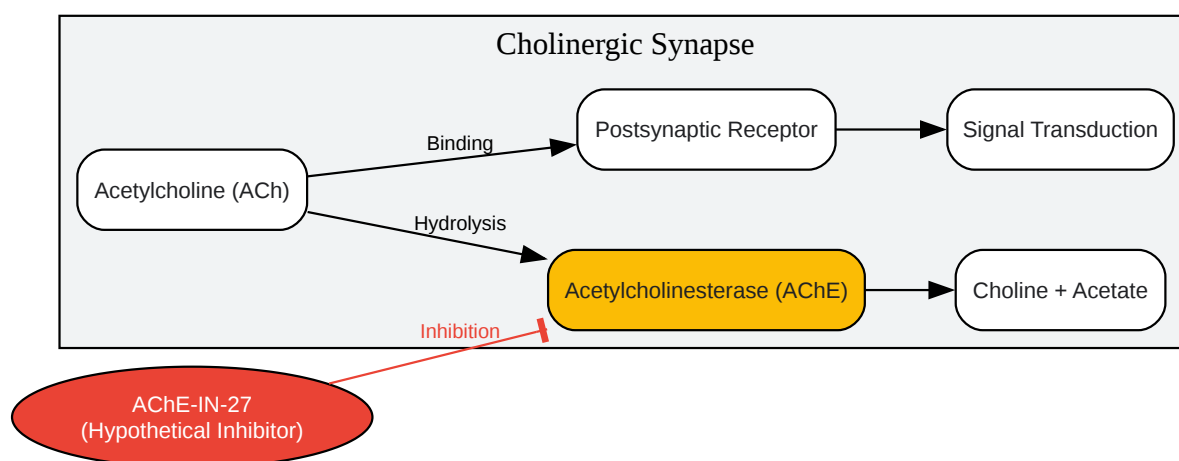 Cholinergic Synapse
Binding
Postsynaptic Receptor
Signal Transduction
Acetylcholine (ACh)
Hydrolysis
Acetylcholinesterase (AChE)
Choline + Acetate
Inhibition
AChE-IN-27
(Hypothetical Inhibitor)